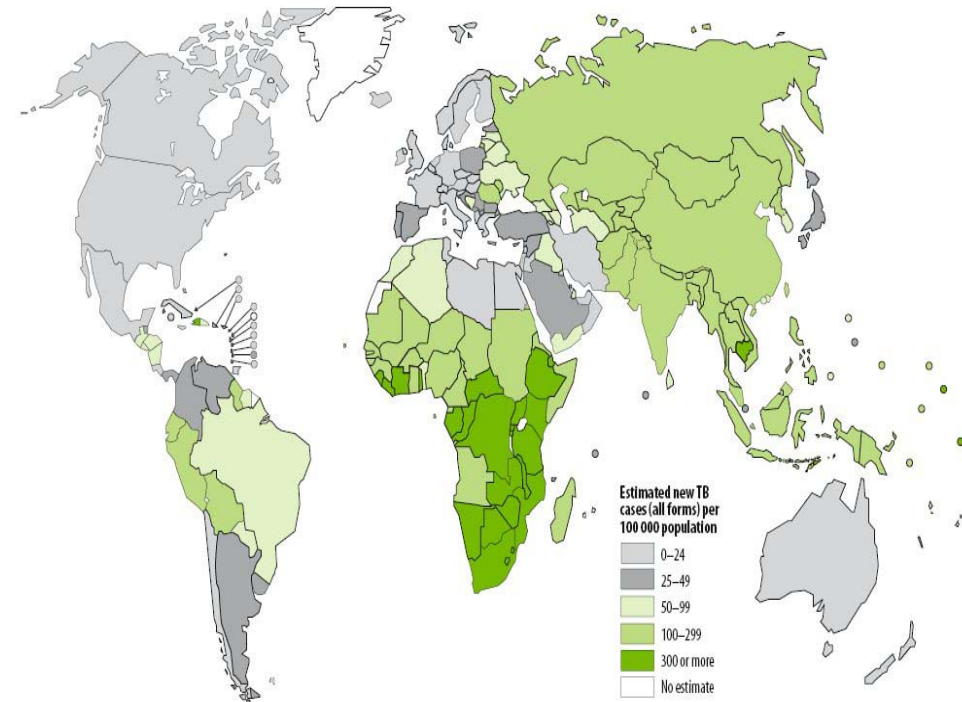 Estimated new TB
cases (all forms) per
100 000 population
0–24
25–49
50–99
100–299
300 or more
No estimate